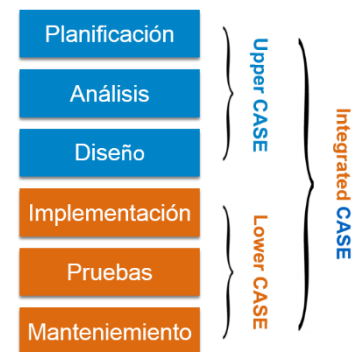 Planificación
Análisis
Diseño
Implementación
Pruebas
Manteniemiento
Upper CASE
Lower CASE
Integrated CASE